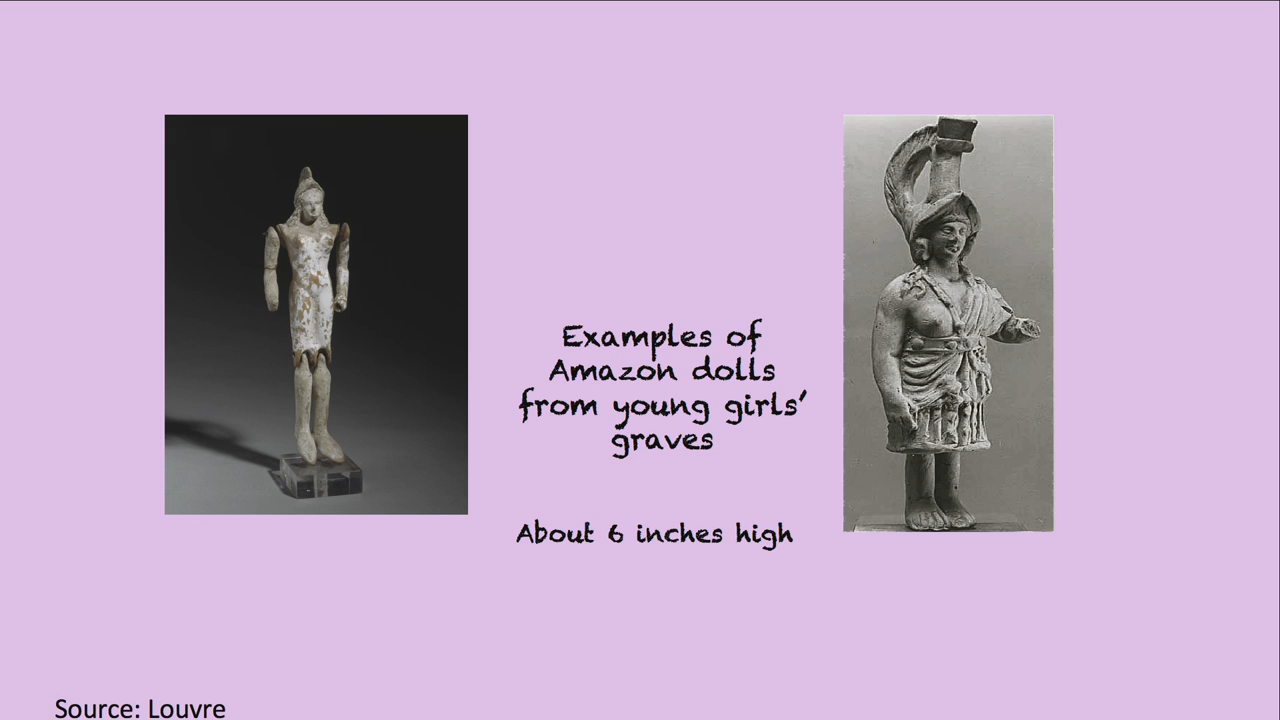 Examples of
Amazon dolls
from young girls’
graves
About 6 inches high
Source: Louvre